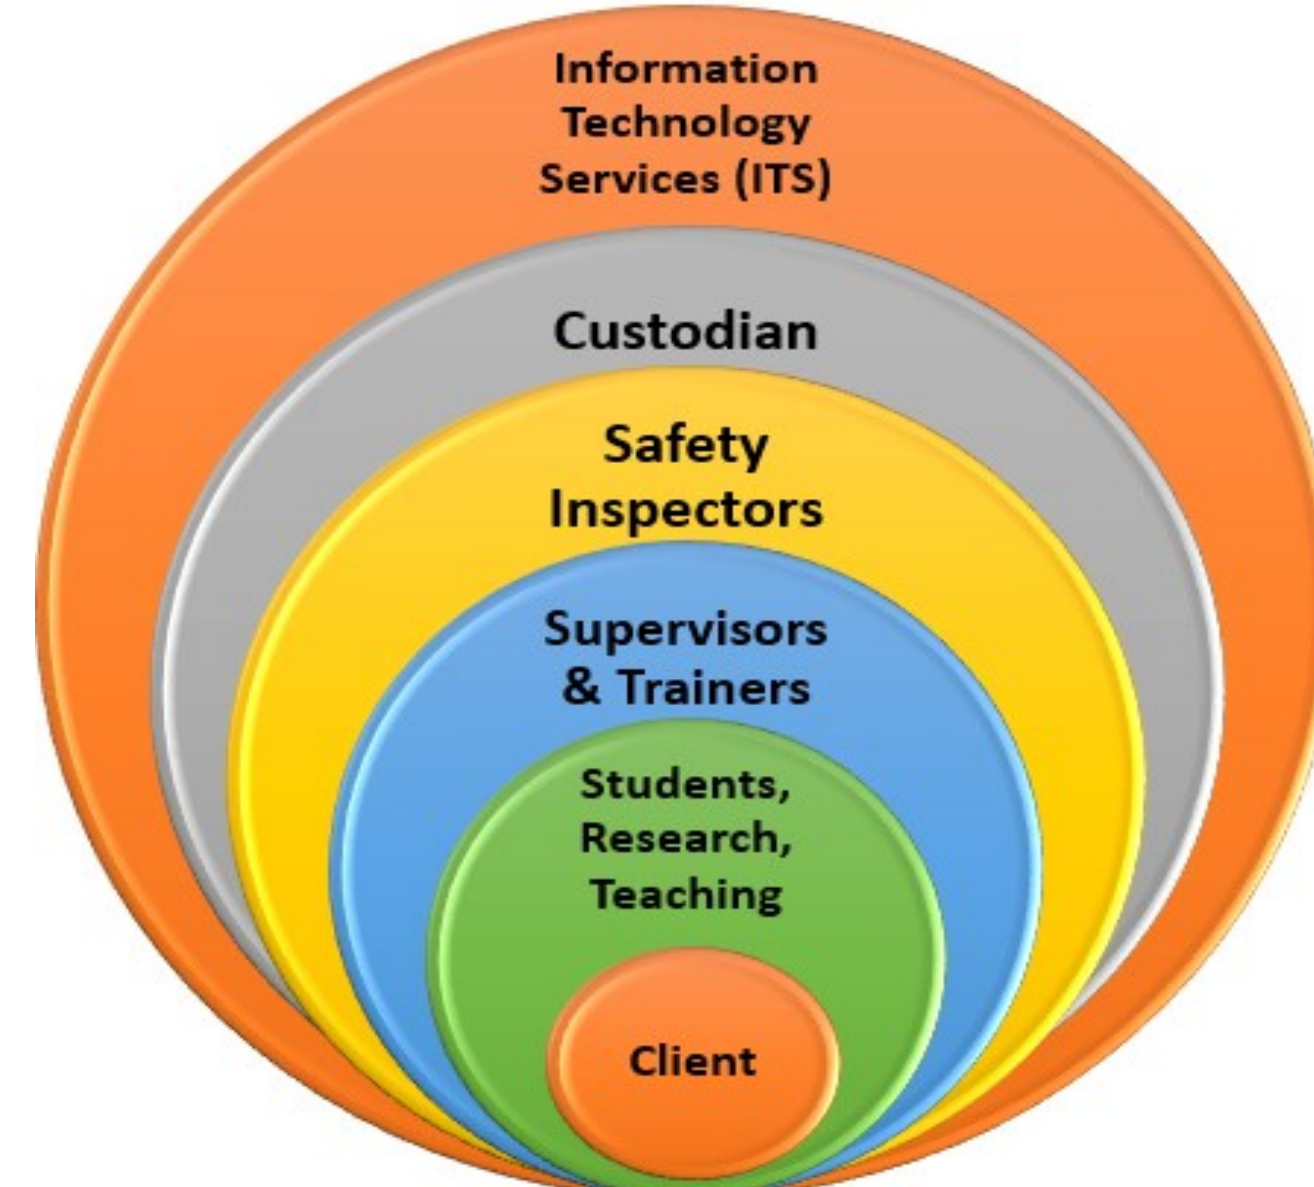 Information
Technology
Services (ITS)
Custodian
Safety
Inspectors
Supervisors
& Trainers
Students,
Research,
Teaching
Client